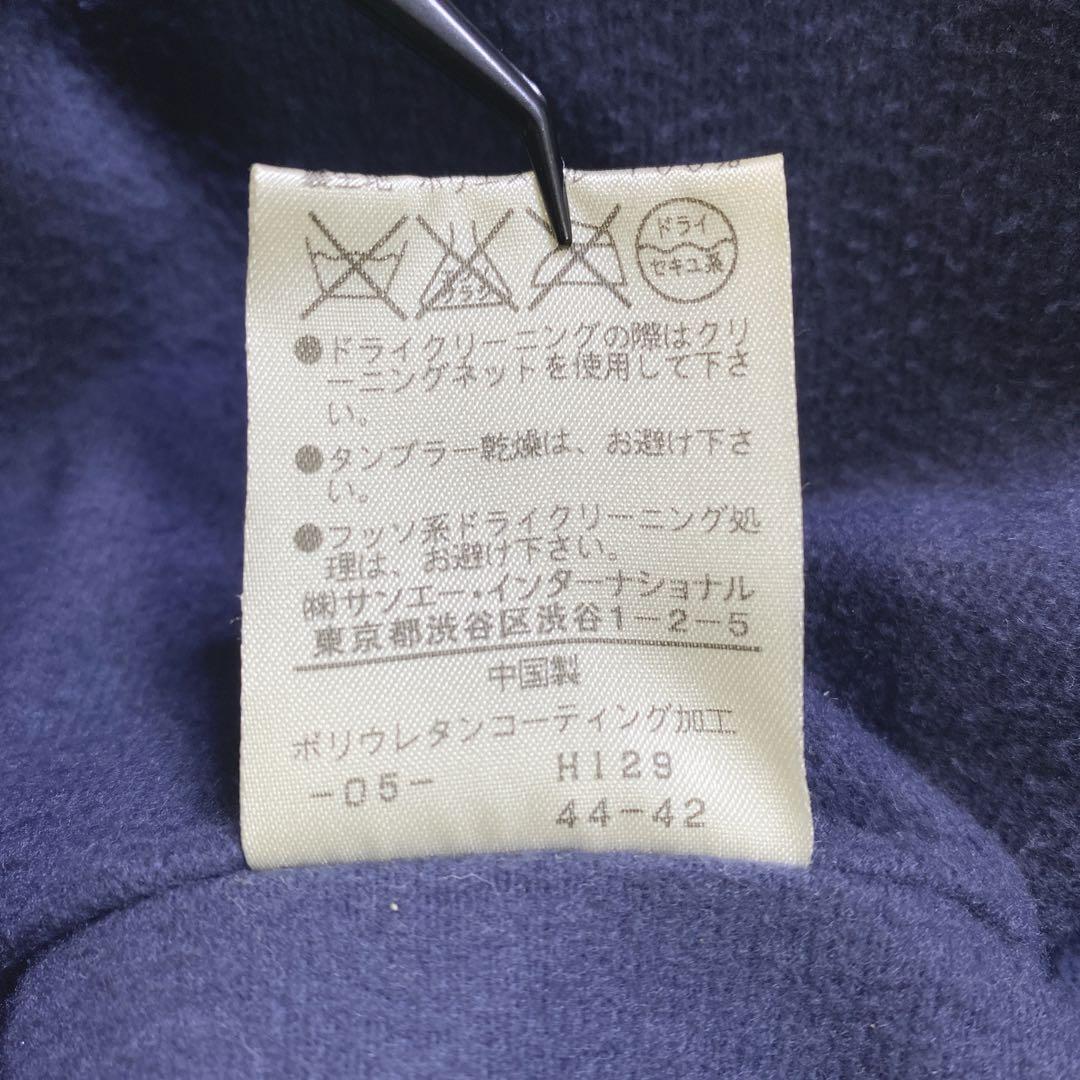 ドライ
セキユ系
●ドライクリーニングの際はクリ
ーニングネットを使用して下さ
い。
●タンブラー乾燥は、お避け下さ
い。
●フッソ系ドライクリーニング処
理は、お避け下さい。
㈱サンエー・インターナショナル
東京都渋谷区渋谷1-2-5
中国製
ポリウレタンコーティング加工
-05- H129
44-42